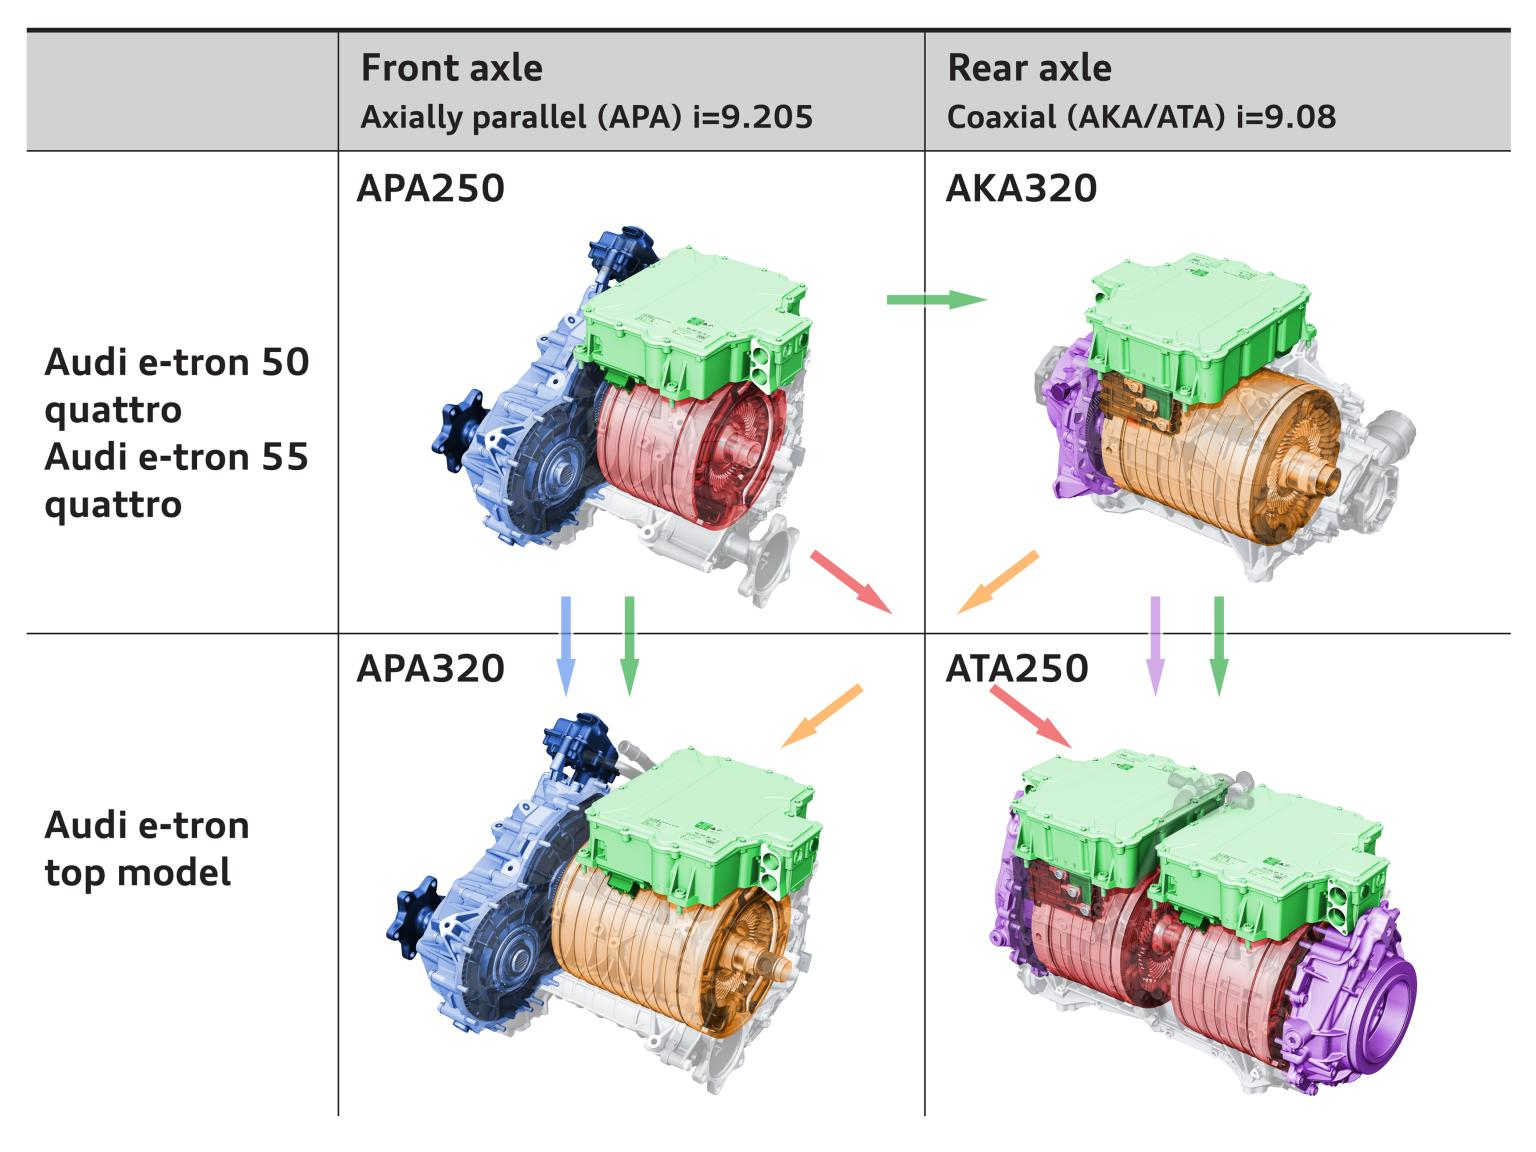 Front axle
Axially parallel (APA) i=9.205
Rear axle
Coaxial (AKA/ATA) i=9.08
Audi e-tron 50
quattro
Audi e-tron 55
quattro
APA250
AKA320
Audi e-tron
top model
APA320
ATA250